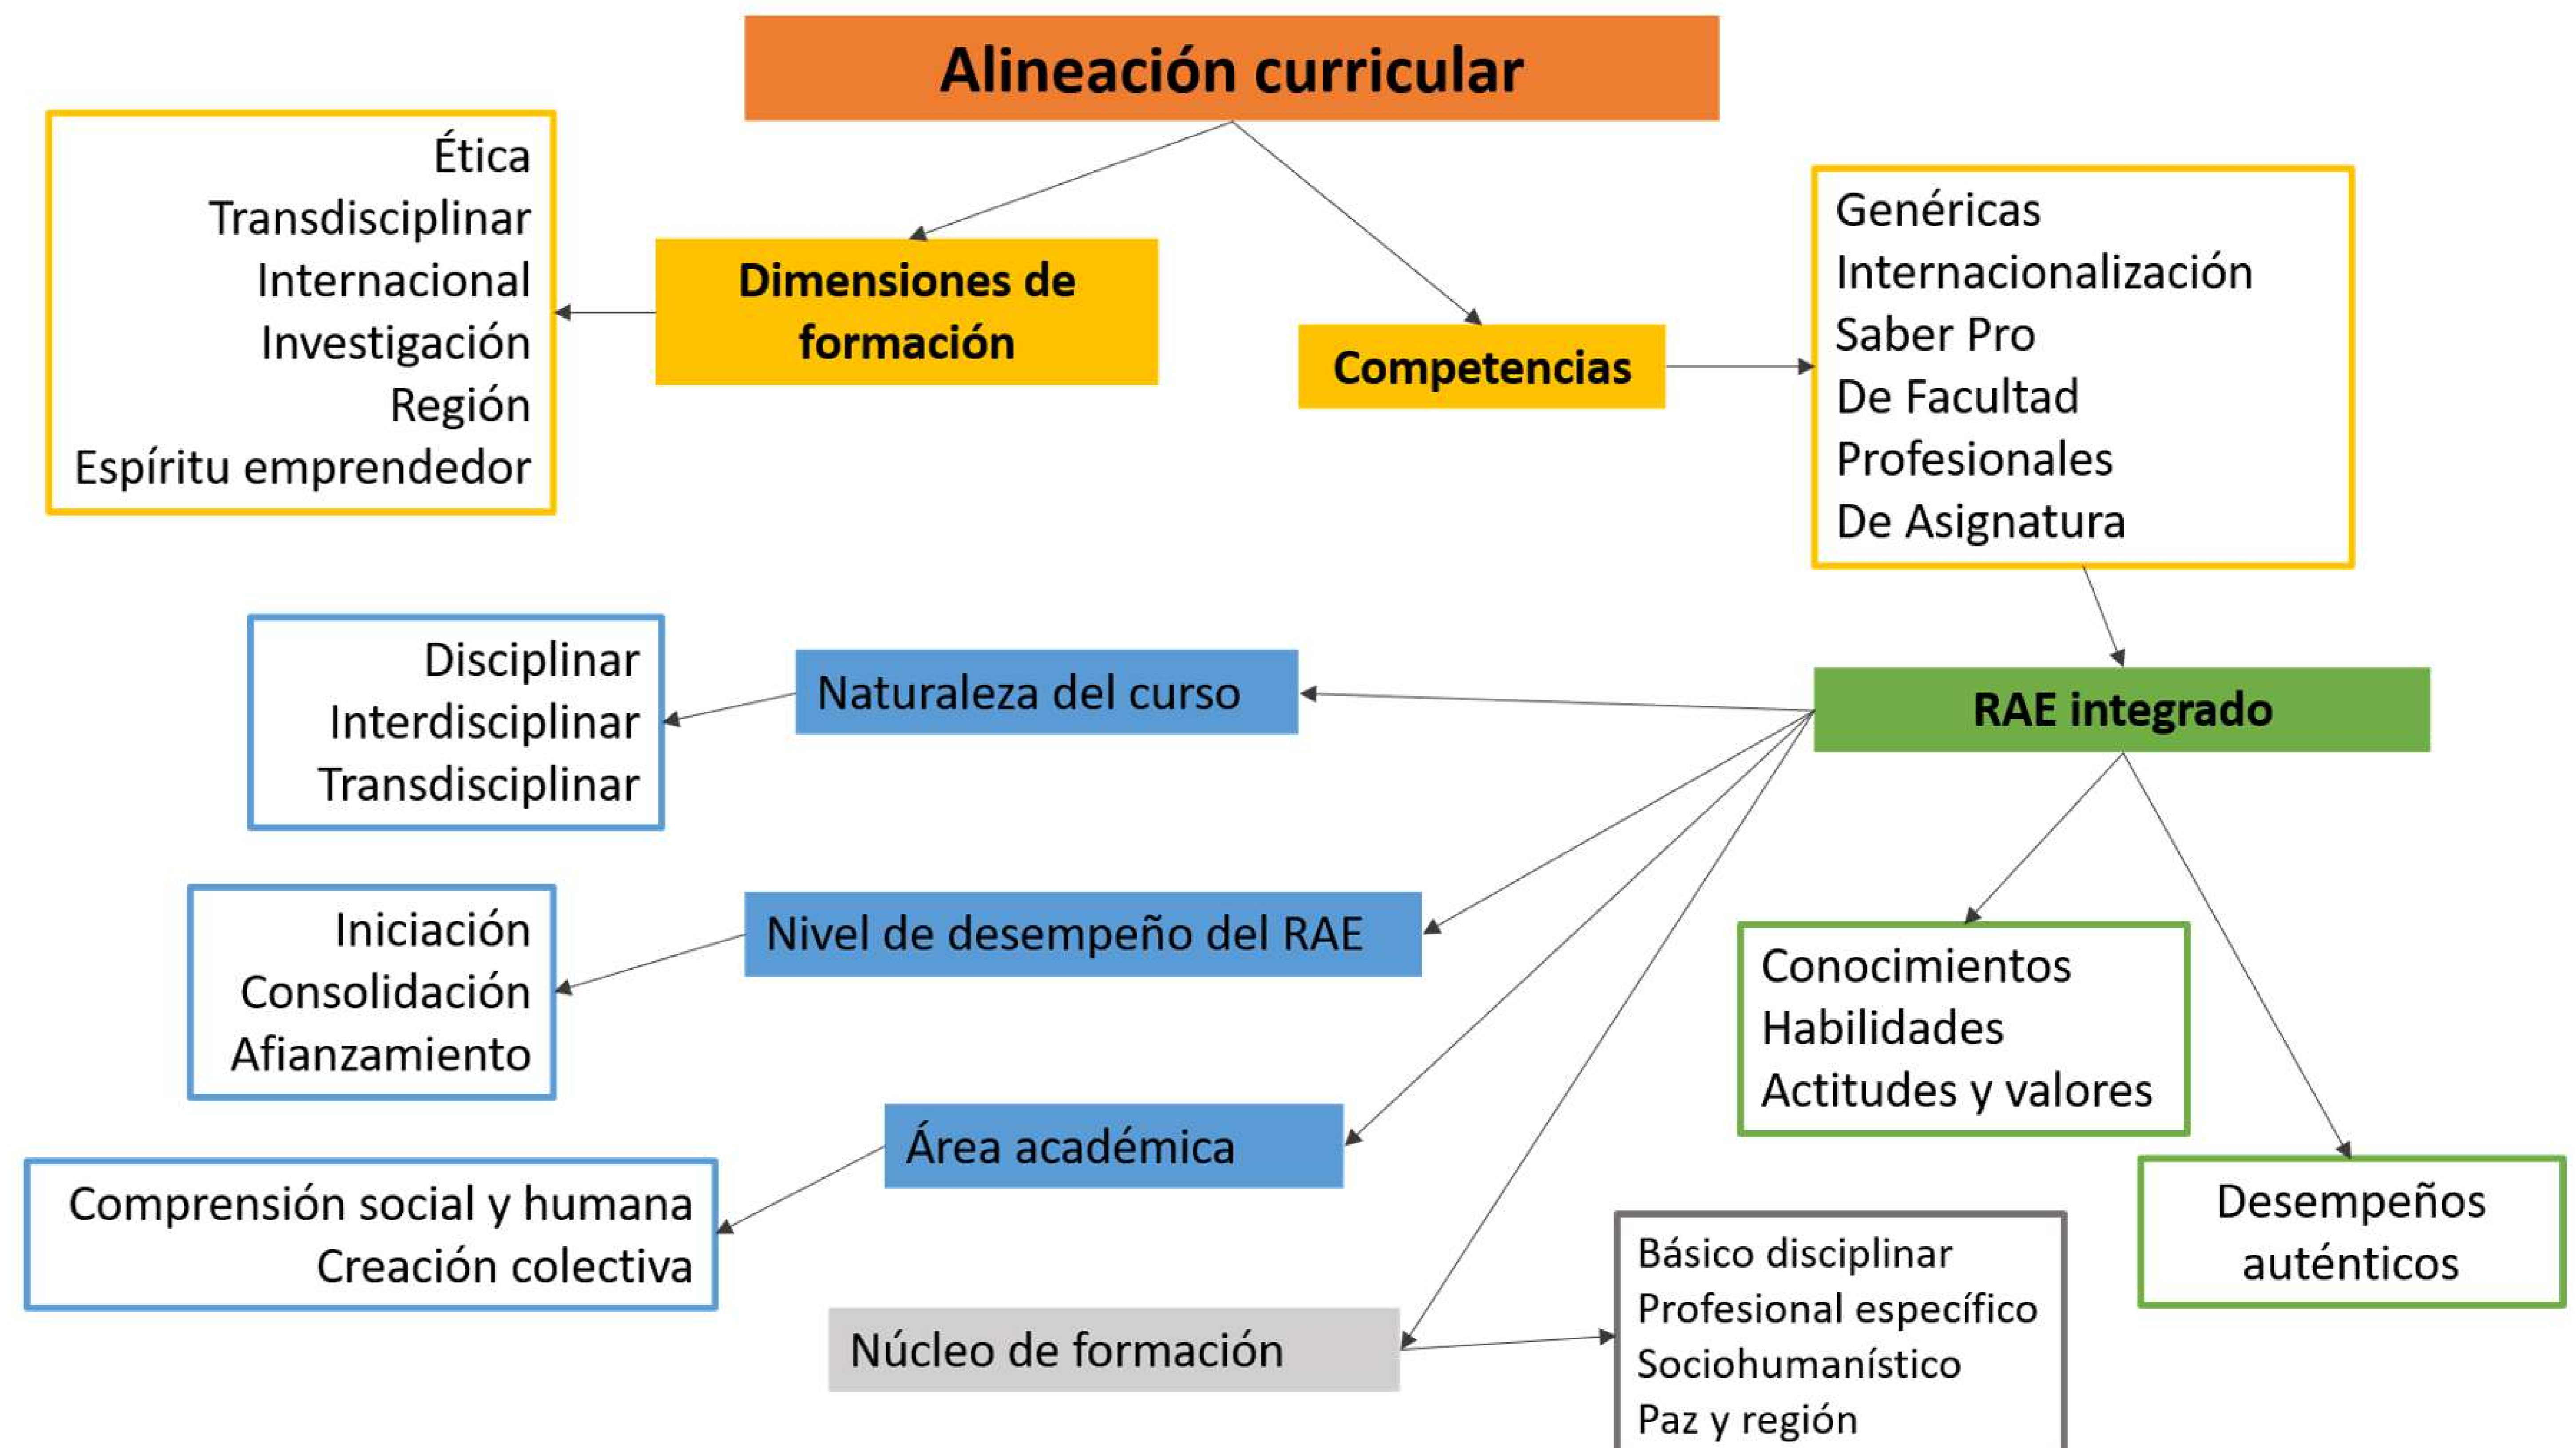 Alineación curricular
Ética
Transdisciplinar
Internacional
Investigación
Región
Espíritu emprendedor
Dimensiones de
formación
Competencias
Genéricas
Internacionalización
Saber Pro
De Facultad
Profesionales
De Asignatura
Disciplinar
Interdisciplinar
Transdisciplinar
Naturaleza del curso
RAE integrado
Iniciación
Consolidación
Afianzamiento
Nivel de desempeño del RAE
Conocimientos
Habilidades
Actitudes y valores
Área académica
Comprensión social y humana
Creación colectiva
Desempeños
auténticos
Núcleo de formación
Básico disciplinar
Profesional específico
Sociohumanístico
Paz y región